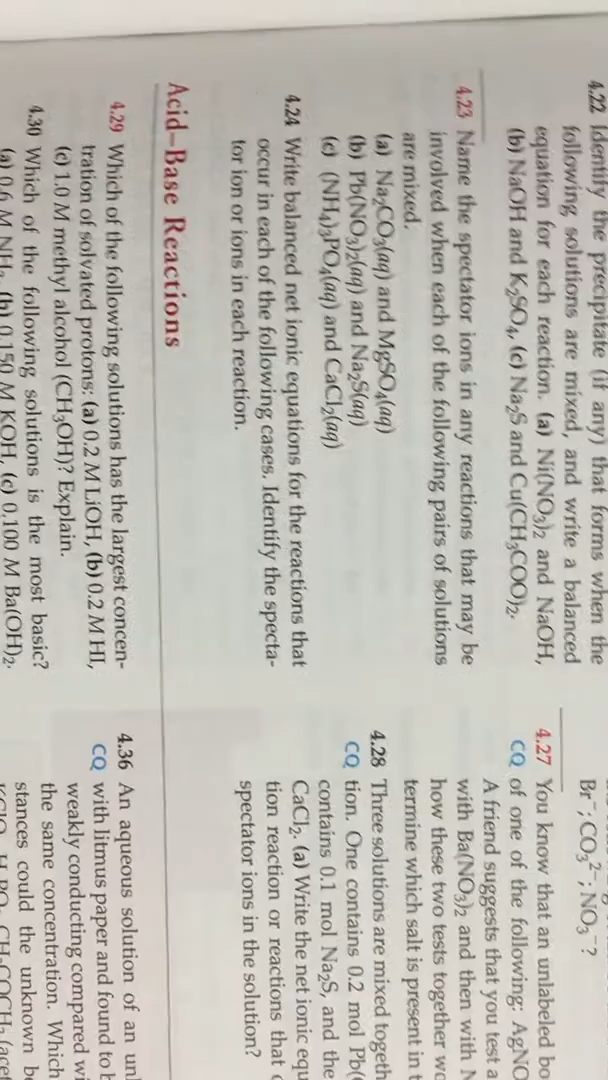 4.22 Identify the precipitate (if any) that forms when the
following solutions are mixed, and write a balanced
equation for each reaction. (a) Ni(NO₃)₂ and NaOH,
(b) NaOH and K₂SO₄, (c) Na₂S and Cu(CH₃COO)₂.
4.23 Name the spectator ions in any reactions that may be
involved when each of the following pairs of solutions
are mixed.
(a) Na₂CO₃(aq) and MgSO₄(aq)
(b) Pb(NO₃)₂(aq) and Na₂S(aq)
(c) (NH₄)₃PO₄(aq) and CaCl₂(aq)
4.24 Write balanced net ionic equations for the reactions that
occur in each of the following cases. Identify the specta-
tor ion or ions in each reaction.
Acid–Base Reactions
4.29 Which of the following solutions has the largest concen-
tration of solvated protons: (a) 0.2 M LiOH, (b) 0.2 M HI,
(c) 1.0 M methyl alcohol (CH₃OH)? Explain.
4.30 Which of the following solutions is the most basic?
(a) 0.6 M NH₃, (b) 0.150 M KOH, (c) 0.100 M Ba(OH)₂.
Br⁻; CO₃²⁻; NO₃⁻?
4.27 You know that an unlabeled bo
CQ of one of the following: AgNO
A friend suggests that you test a
with Ba(NO₃)₂ and then with N
how these two tests together wo
termine which salt is present in t
4.28 Three solutions are mixed togeth
CQ tion. One contains 0.2 mol Pb(
contains 0.1 mol Na₂S, and the
CaCl₂. (a) Write the net ionic equ
tion reaction or reactions that
spectator ions in the solution?
4.36 An aqueous solution of an unl
CQ with litmus paper and found to b
weakly conducting compared wi
the same concentration. Which
stances could the unknown be